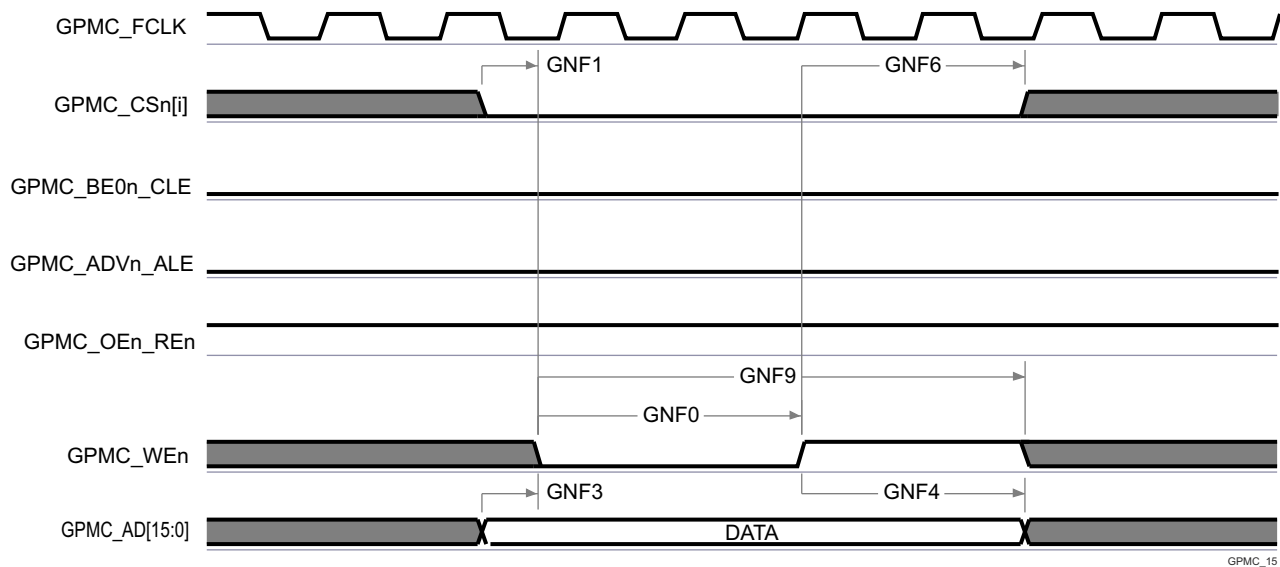 GPMC_FCLK
GNF1
GNF6
GPMC_CSn[i]
GPMC_BE0n_CLE
GPMC_ADVn_ALE
GPMC_OEn_REn
GNF9
GNF0
GPMC_WEn
GNF3
GNF4
GPMC_AD[15:0]
DATA
GPMC_15